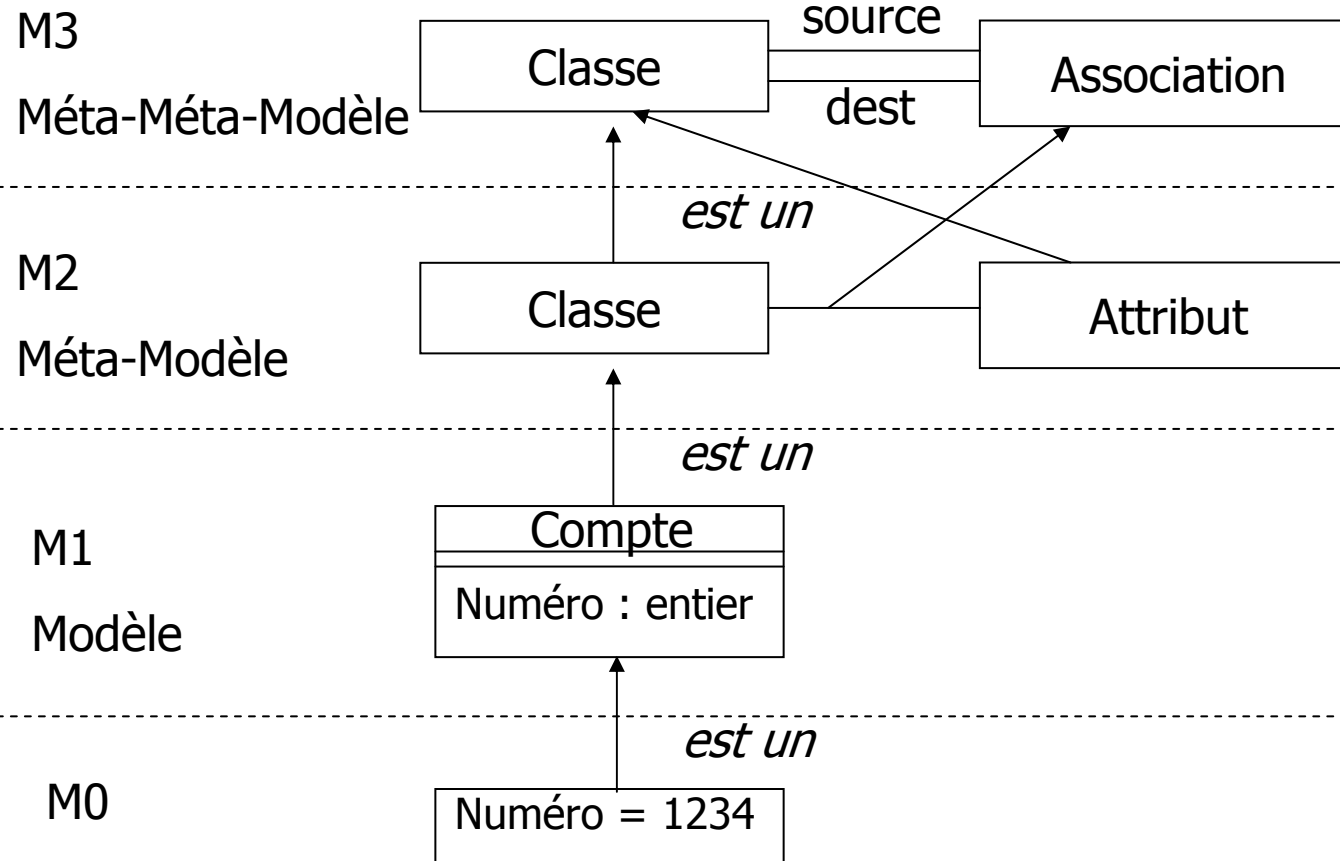 M3
Méta-Méta-Modèle
Classe
source
dest
Association
est un
M2
Méta-Modèle
Classe
Attribut
est un
M1
Modèle
Compte
Numéro : entier
est un
M0
Numéro = 1234